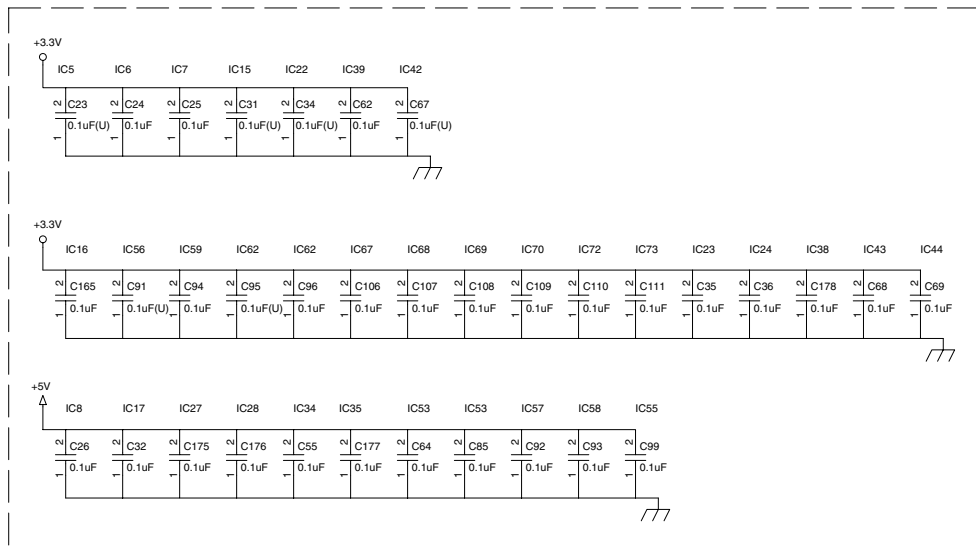 +3.3V
IC5 IC6 IC7 IC15 IC22 IC39 IC42
2 C23 2 C24 2 C25 2 C31 2 C34 2 C62 2 C67
1 0.1uF(U) 1 0.1uF 1 0.1uF 1 0.1uF(U) 1 0.1uF(U) 1 0.1uF 1 0.1uF(U)
+3.3V
IC16 IC56 IC59 IC62 IC62 IC67 IC68 IC69 IC70 IC72 IC73 IC23 IC24 IC38 IC43 IC44
2 C165 2 C91 2 C94 2 C95 2 C96 2 C106 2 C107 2 C108 2 C109 2 C110 2 C111 2 C35 2 C36 2 C178 2 C68 2 C69
1 0.1uF 1 0.1uF(U) 1 0.1uF 1 0.1uF(U) 1 0.1uF 1 0.1uF 1 0.1uF 1 0.1uF 1 0.1uF 1 0.1uF 1 0.1uF 1 0.1uF 1 0.1uF 1 0.1uF 1 0.1uF 1 0.1uF
+5V
IC8 IC17 IC27 IC28 IC34 IC35 IC53 IC53 IC57 IC58 IC55
2 C26 2 C32 2 C175 2 C176 2 C55 2 C177 2 C64 2 C85 2 C92 2 C93 2 C99
1 0.1uF 1 0.1uF 1 0.1uF 1 0.1uF 1 0.1uF 1 0.1uF 1 0.1uF 1 0.1uF 1 0.1uF 1 0.1uF 1 0.1uF